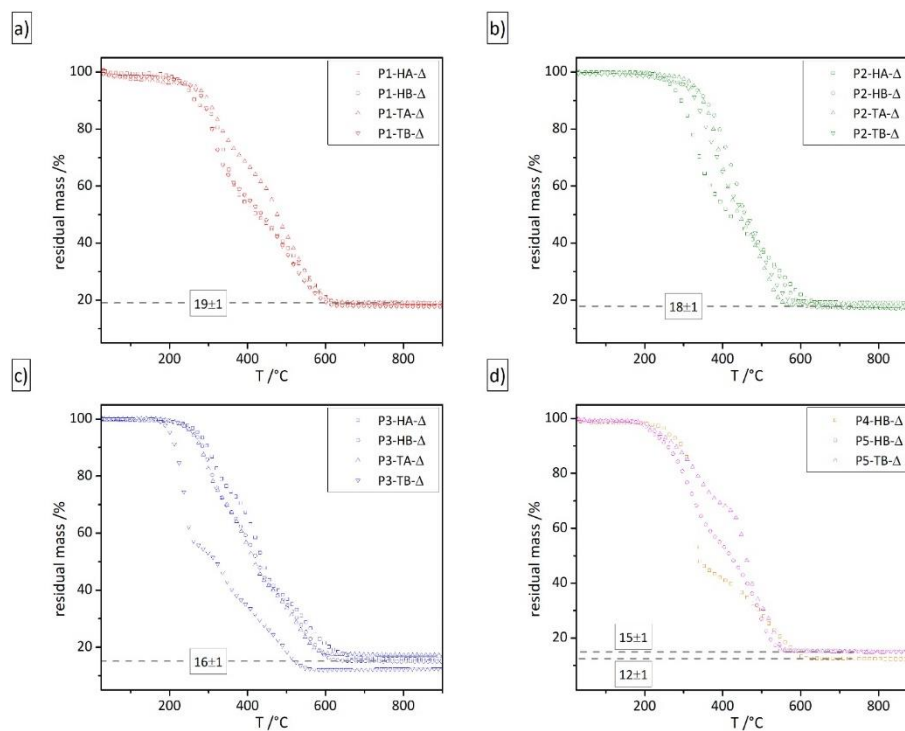 a)
residual mass /%
100
80
60
40
20
P1-HA-Δ
P1-HB-Δ
P1-TA-Δ
P1-TB-Δ
19±1
200 400 600 800
T /°C
b)
residual mass /%
100
80
60
40
20
P2-HA-Δ
P2-HB-Δ
P2-TA-Δ
P2-TB-Δ
18±1
200 400 600 800
T /°C
c)
residual mass /%
100
80
60
40
20
P3-HA-Δ
P3-HB-Δ
P3-TA-Δ
P3-TB-Δ
16±1
200 400 600 800
T /°C
d)
residual mass /%
100
80
60
40
20
P4-HB-Δ
P5-HB-Δ
P5-TB-Δ
15±1
12±1
200 400 600 800
T /°C